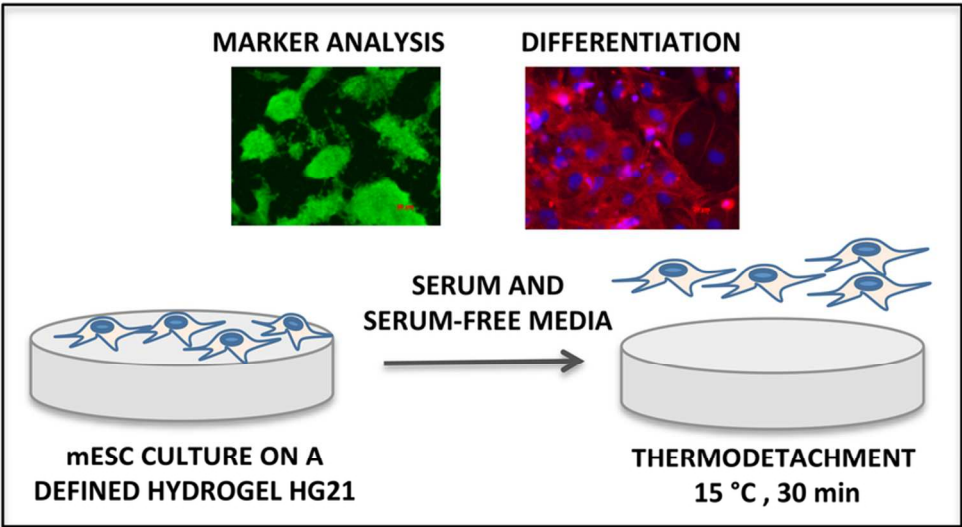 MARKER ANALYSIS
DIFFERENTIATION
SERUM AND
SERUM-FREE MEDIA
mESC CULTURE ON A
DEFINED HYDROGEL HG21
THERMODETACHMENT
15 °C , 30 min